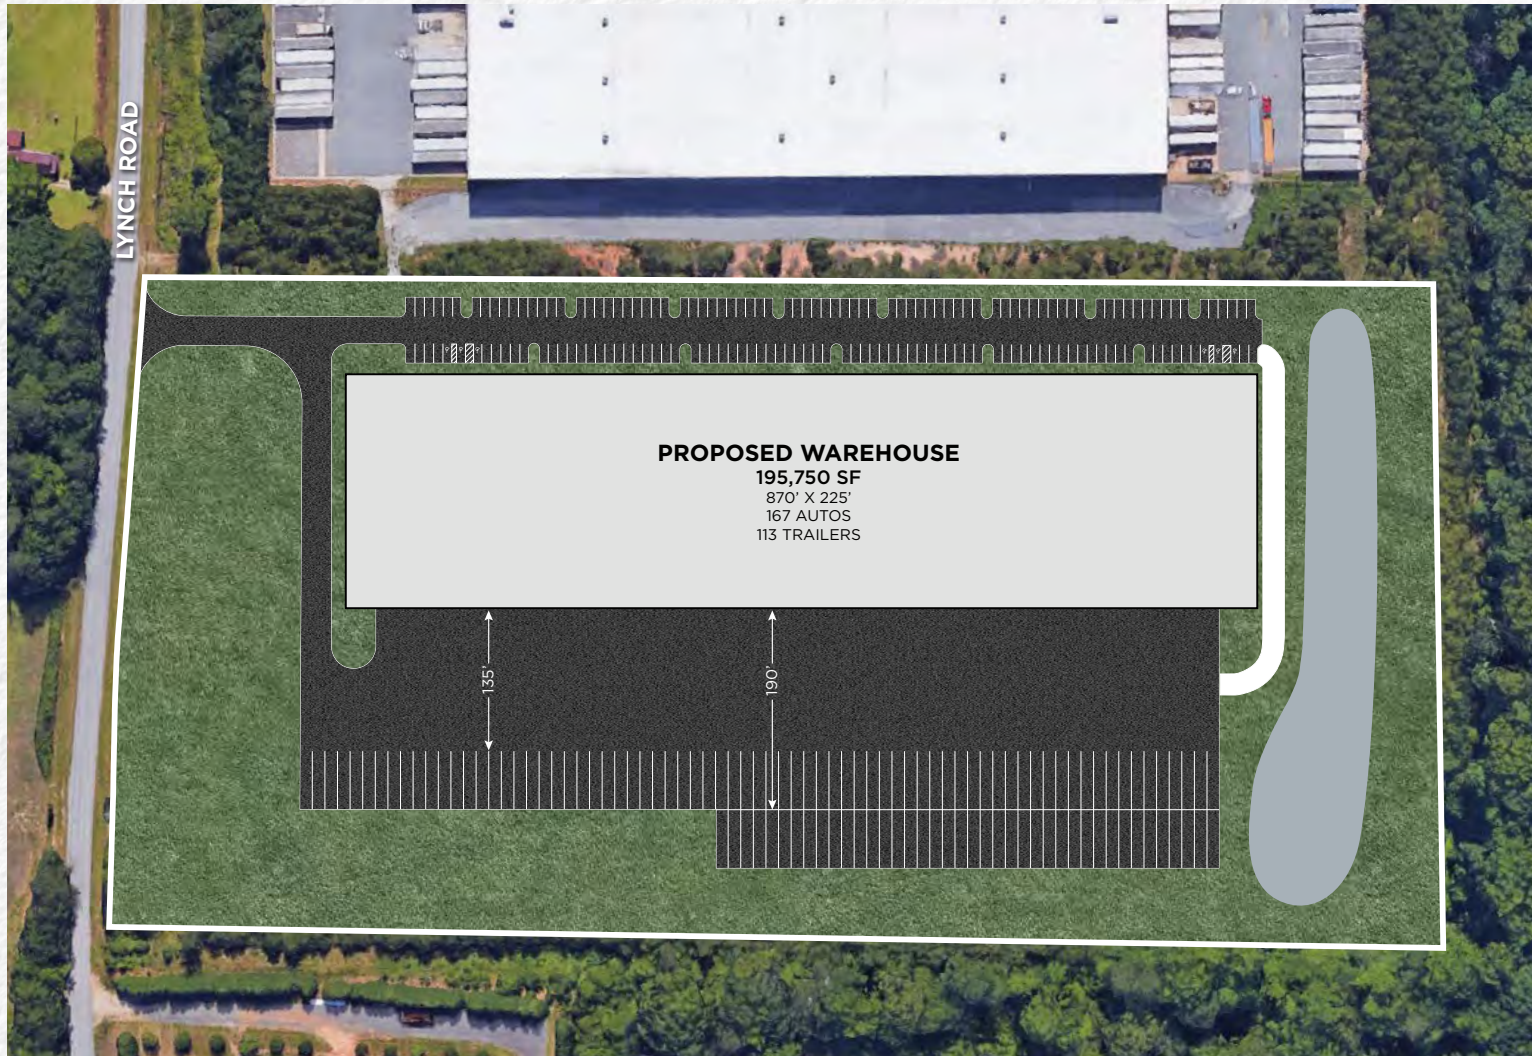 LYNCH ROAD
PROPOSED WAREHOUSE
195,750 SF
870’ X 225’
167 AUTOS
113 TRAILERS
135’
190’